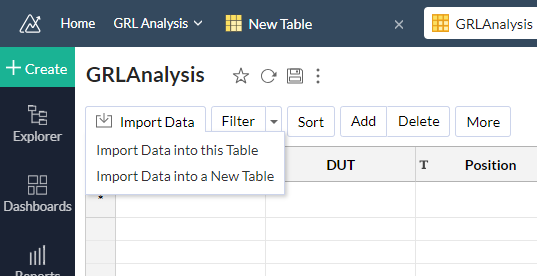 Home GRL Analysis New Table × GRLAnalysis
+ Create
GRLAnalysis
Explorer
Import Data Filter Sort Add Delete More
Import Data into this Table
Import Data into a New Table
DUT T Position
*
Dashboards
Reports